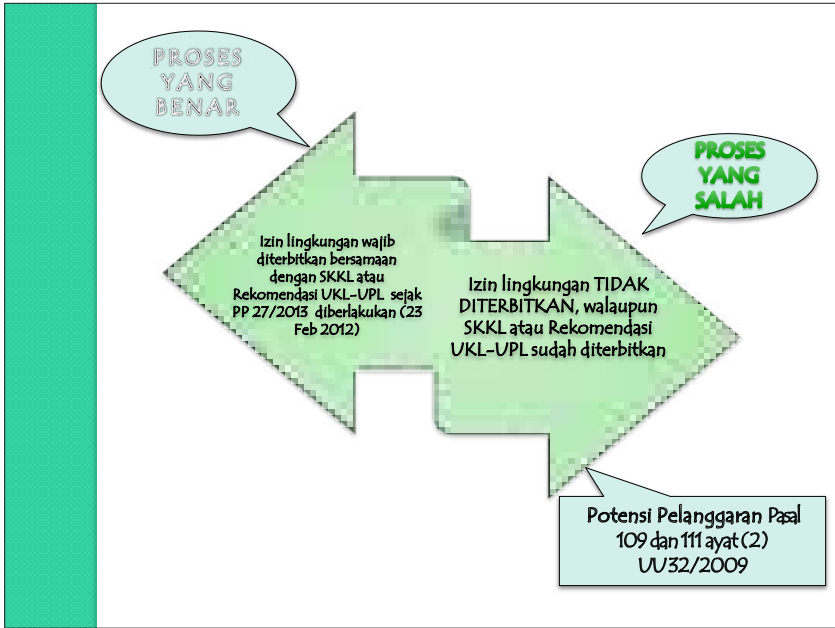 PROSES
YANG
BENAR
PROSES
YANG
SALAH
Izin lingkungan wajib
diterbitkan bersamaan
dengan SKKL atau
Rekomendasi UKL-UPL sejak
PP 27/2013 diberlakukan (23
Feb 2012)
Izin lingkungan TIDAK
DITERBITKAN, walaupun
SKKL atau Rekomendasi
UKL-UPL sudah diterbitkan
Potensi Pelanggaran Pasal
109 dan 111 ayat (2)
UU 32/2009